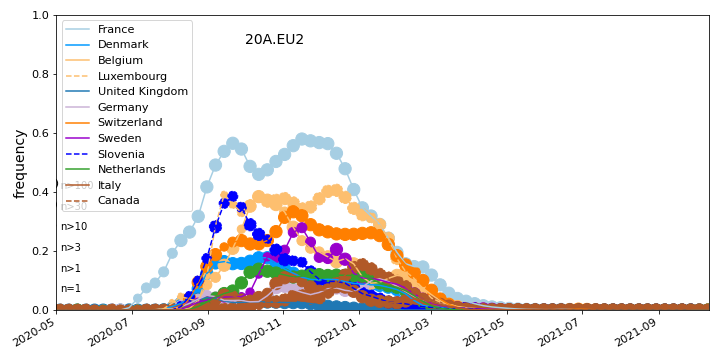 20A.EU2
France
Denmark
Belgium
Luxembourg
United Kingdom
Germany
Switzerland
Sweden
Slovenia
Netherlands
Italy
Canada
n>100
n>30
n>10
n>3
n>1
n=1
frequency
1.0
0.8
0.6
0.4
0.2
0.0
2020-05
2020-07
2020-09
2020-11
2021-01
2021-03
2021-05
2021-07
2021-09